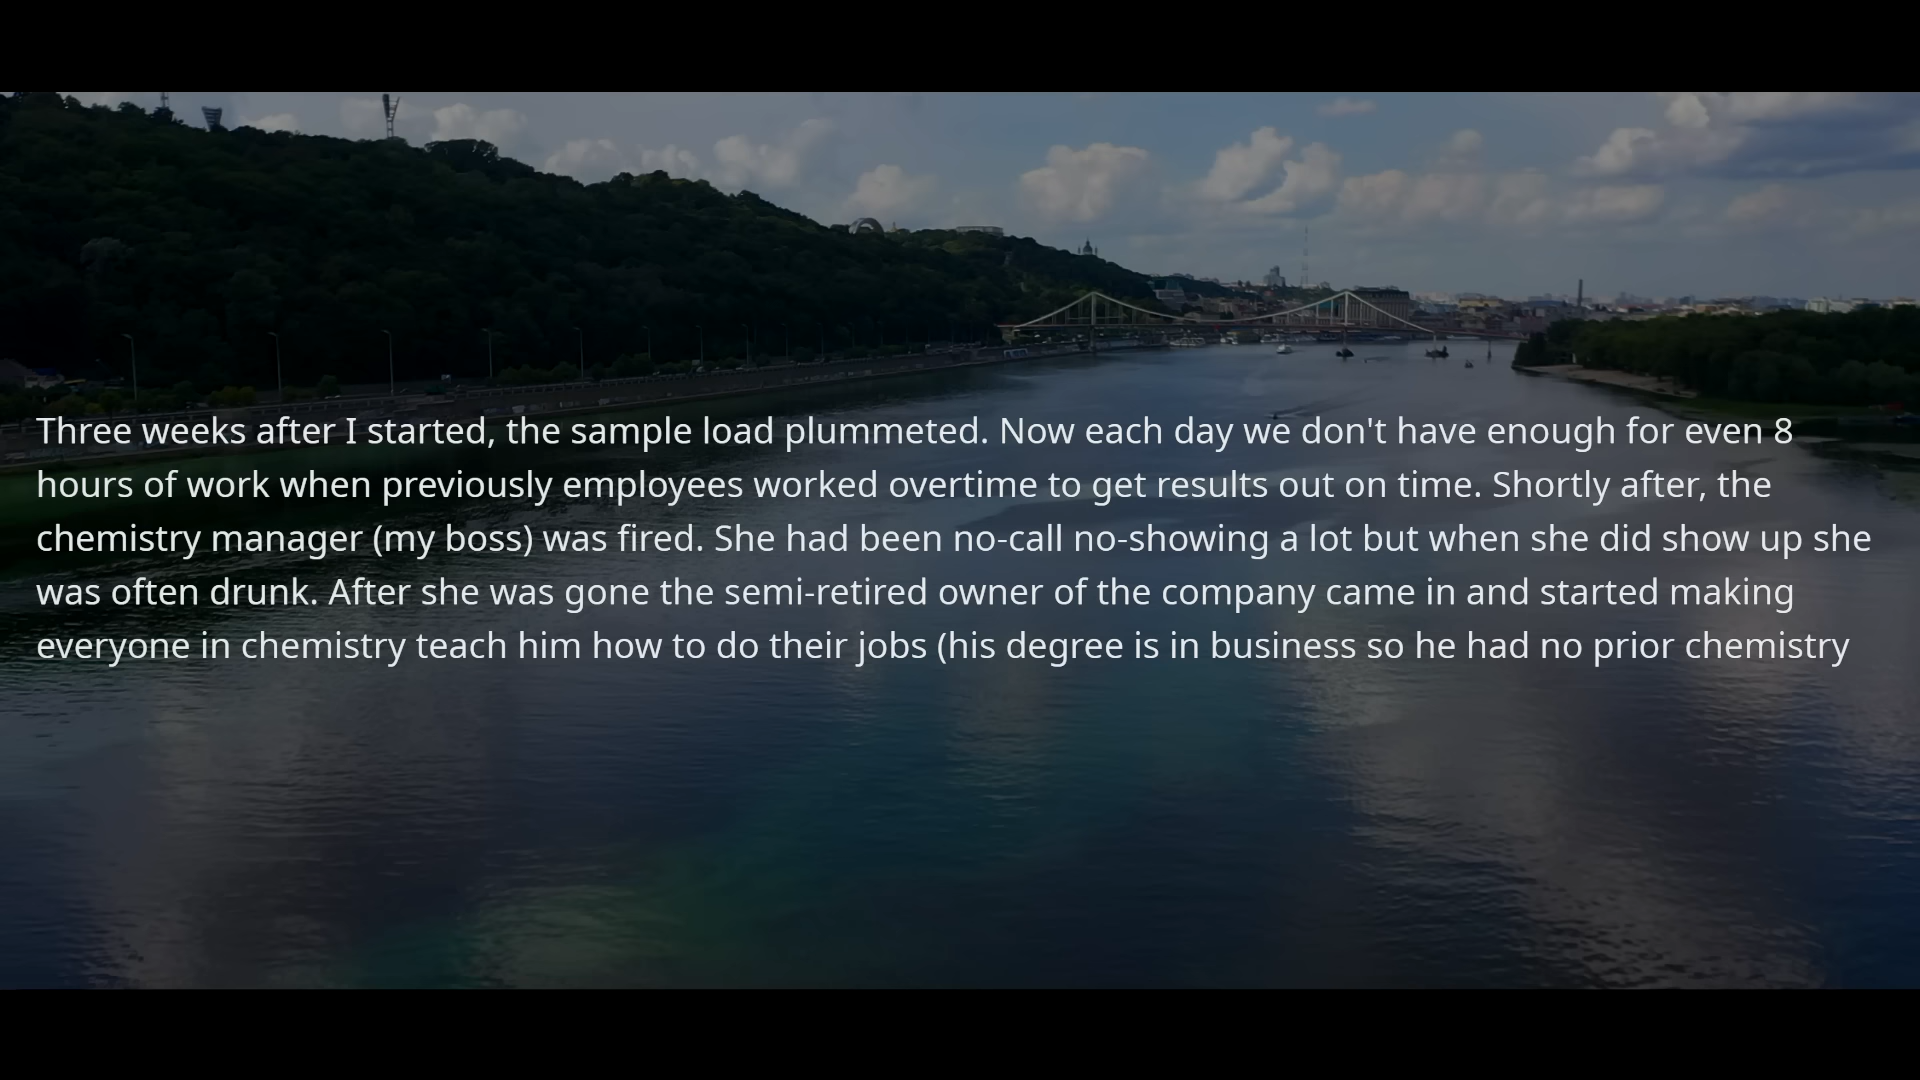 Three weeks after I started, the sample load plummeted. Now each day we don't have enough for even 8
hours of work when previously employees worked overtime to get results out on time. Shortly after, the
chemistry manager (my boss) was fired. She had been no-call no-showing a lot but when she did show up she
was often drunk. After she was gone the semi-retired owner of the company came in and started making
everyone in chemistry teach him how to do their jobs (his degree is in business so he had no prior chemistry